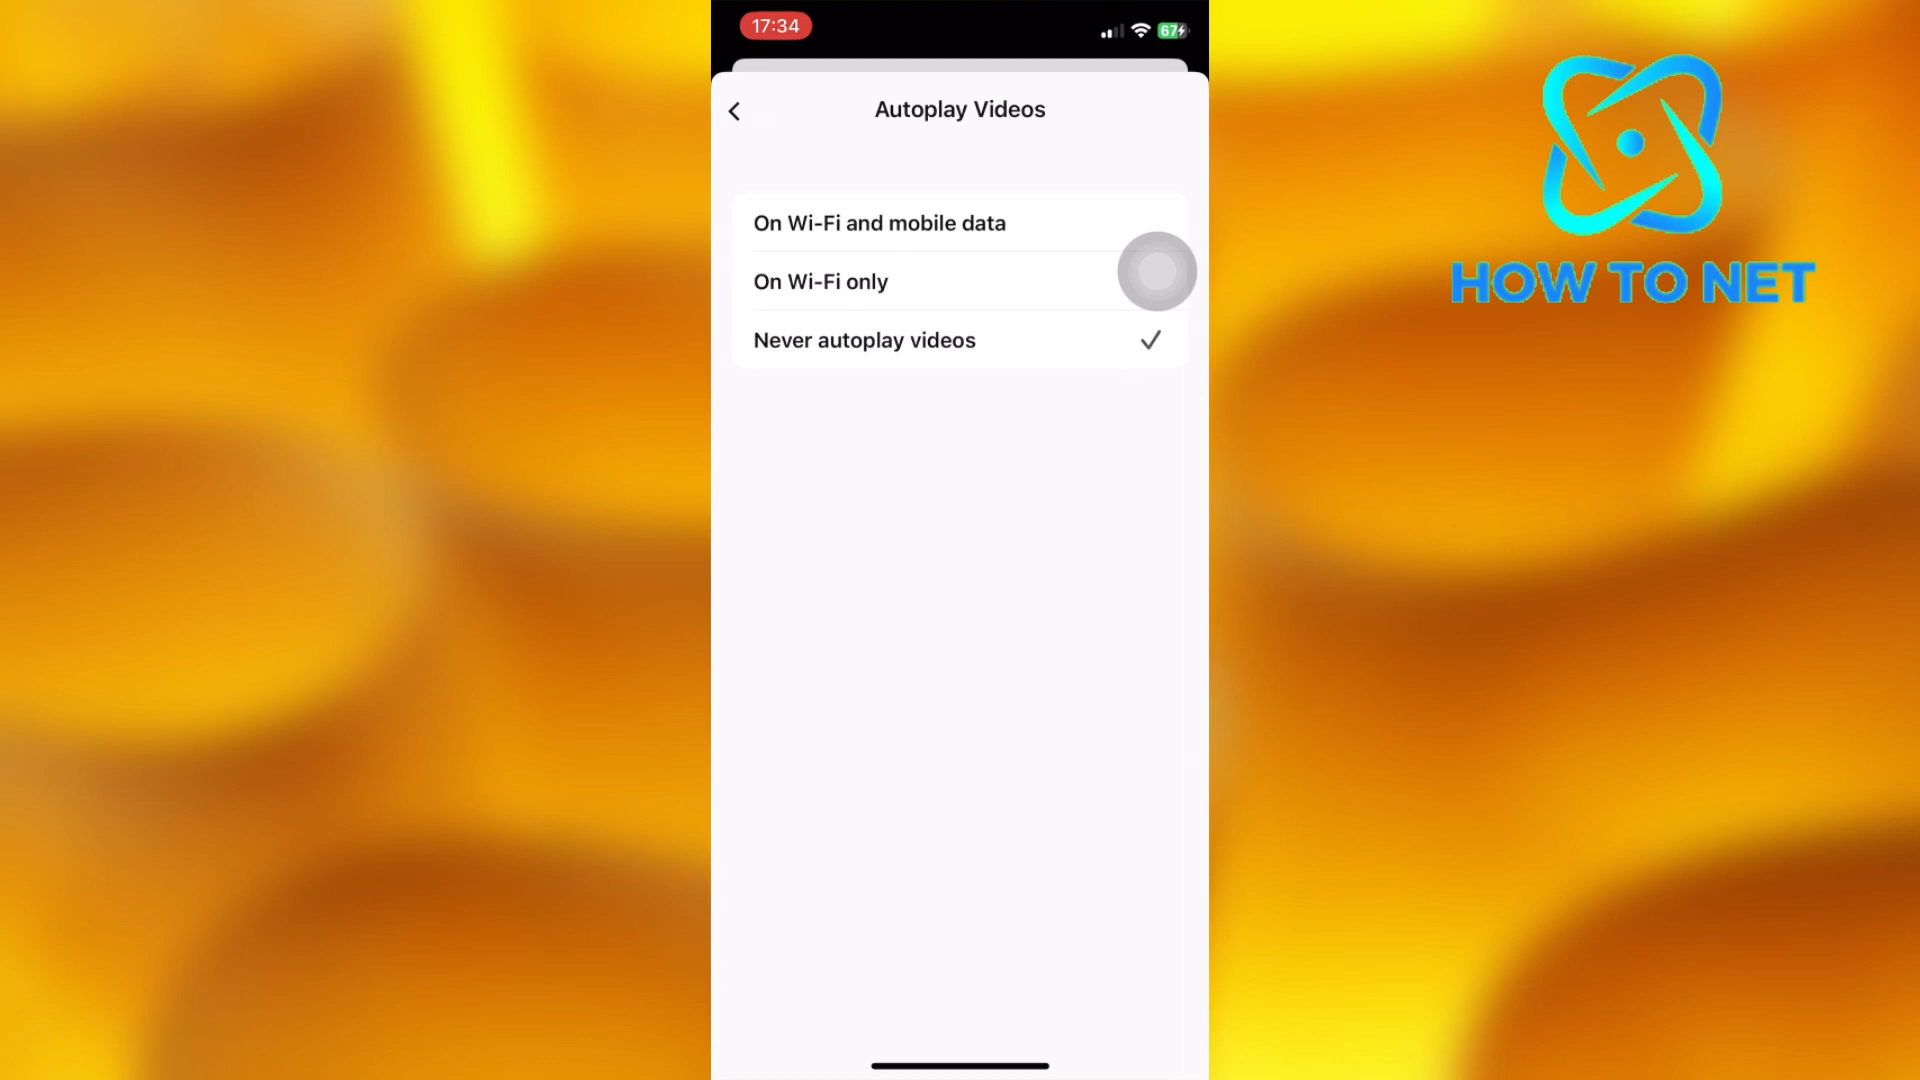 17:34
67
Autoplay Videos
On Wi-Fi and mobile data
On Wi-Fi only
Never autoplay videos
HOW TO NET